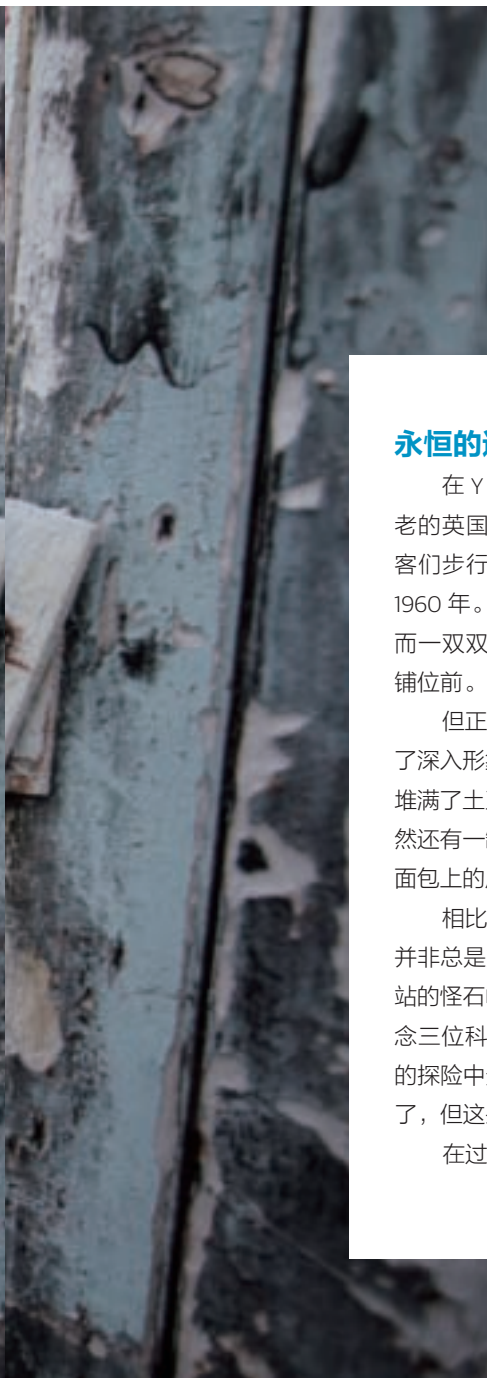 永恒的
在 Y
老的英国
客们步行
1960 年。
而一双双
铺位前。
但正
了深入形
堆满了土
然还有一
面包上的
相比
并非总是
站的怪石
念三位科
的探险中
了，但这
在过